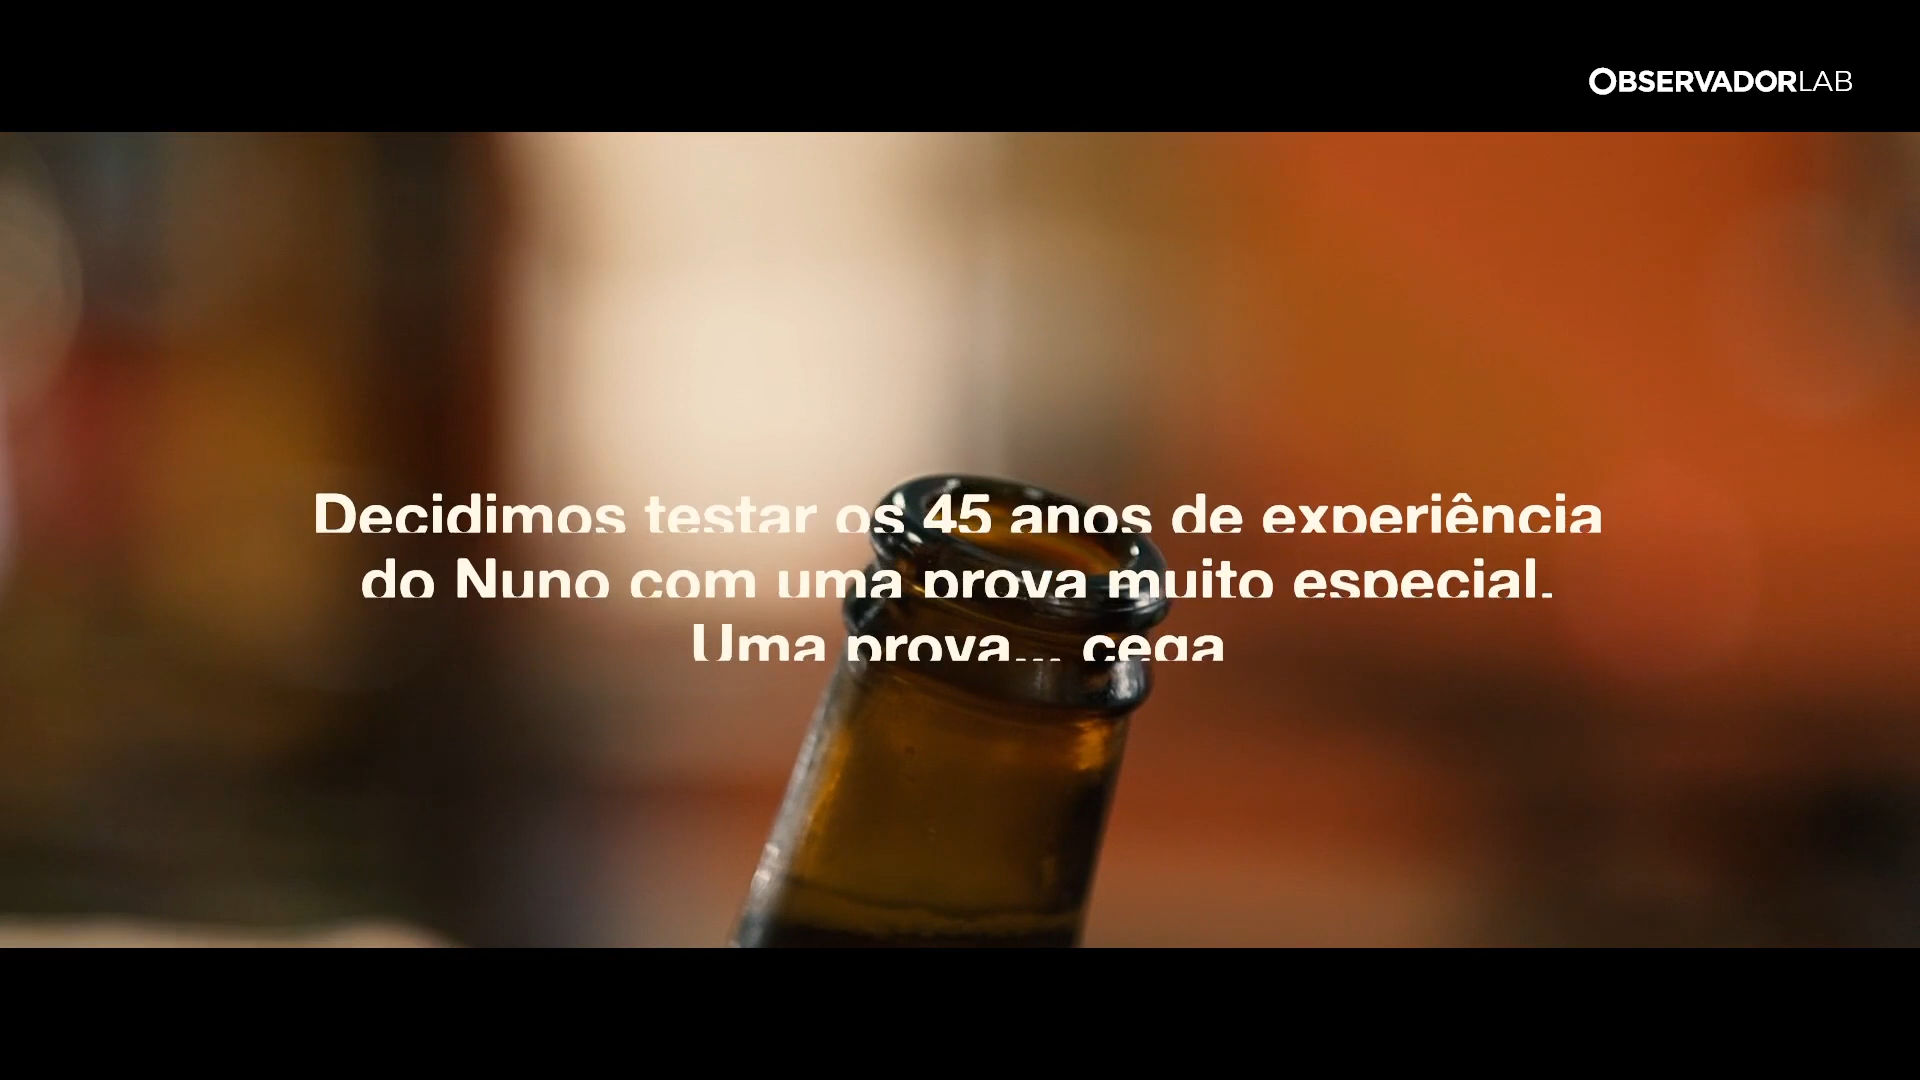 OBSERVADORLAB
Decidimos testar os 45 anos de experiência
do Nuno com uma prova muito especial.
Uma prova... cega